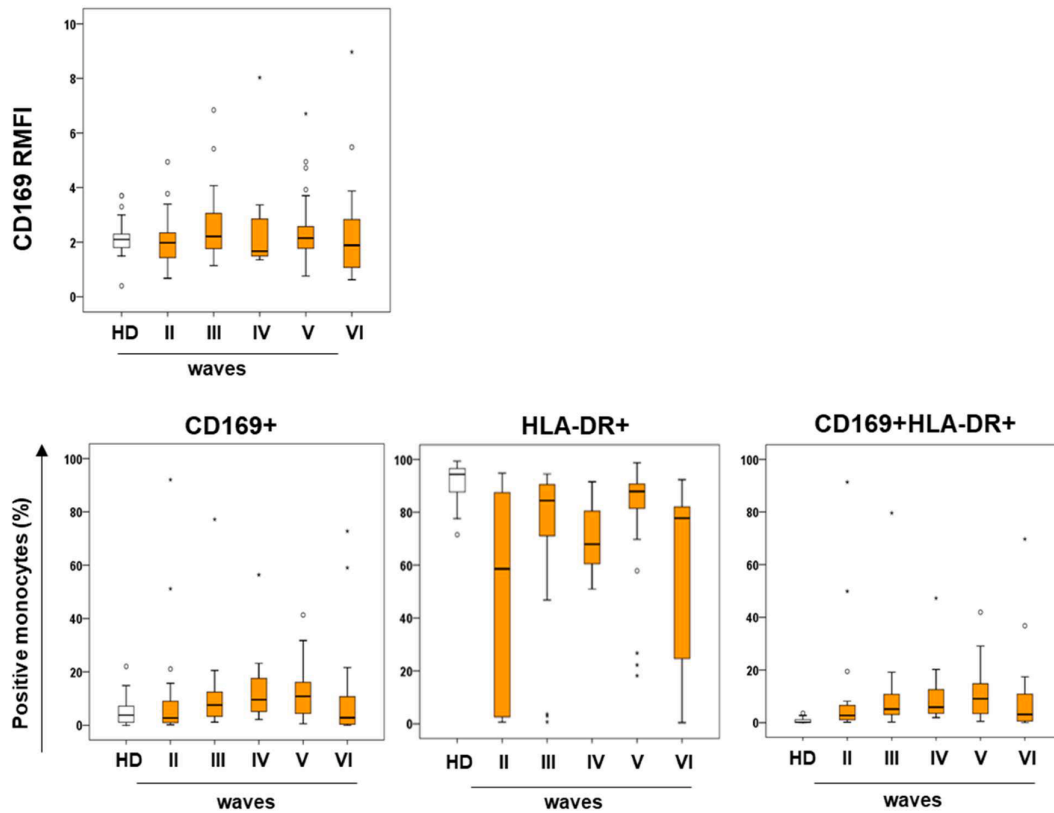 CD169 RMFI
10
8
6
4
2
0
HD II III IV V VI
waves
Positive monocytes (%)
CD169+
100
80
60
40
20
0
HD II III IV V VI
waves
HLA-DR+
100
80
60
40
20
0
HD II III IV V VI
waves
CD169+HLA-DR+
100
80
60
40
20
0
HD II III IV V VI
waves